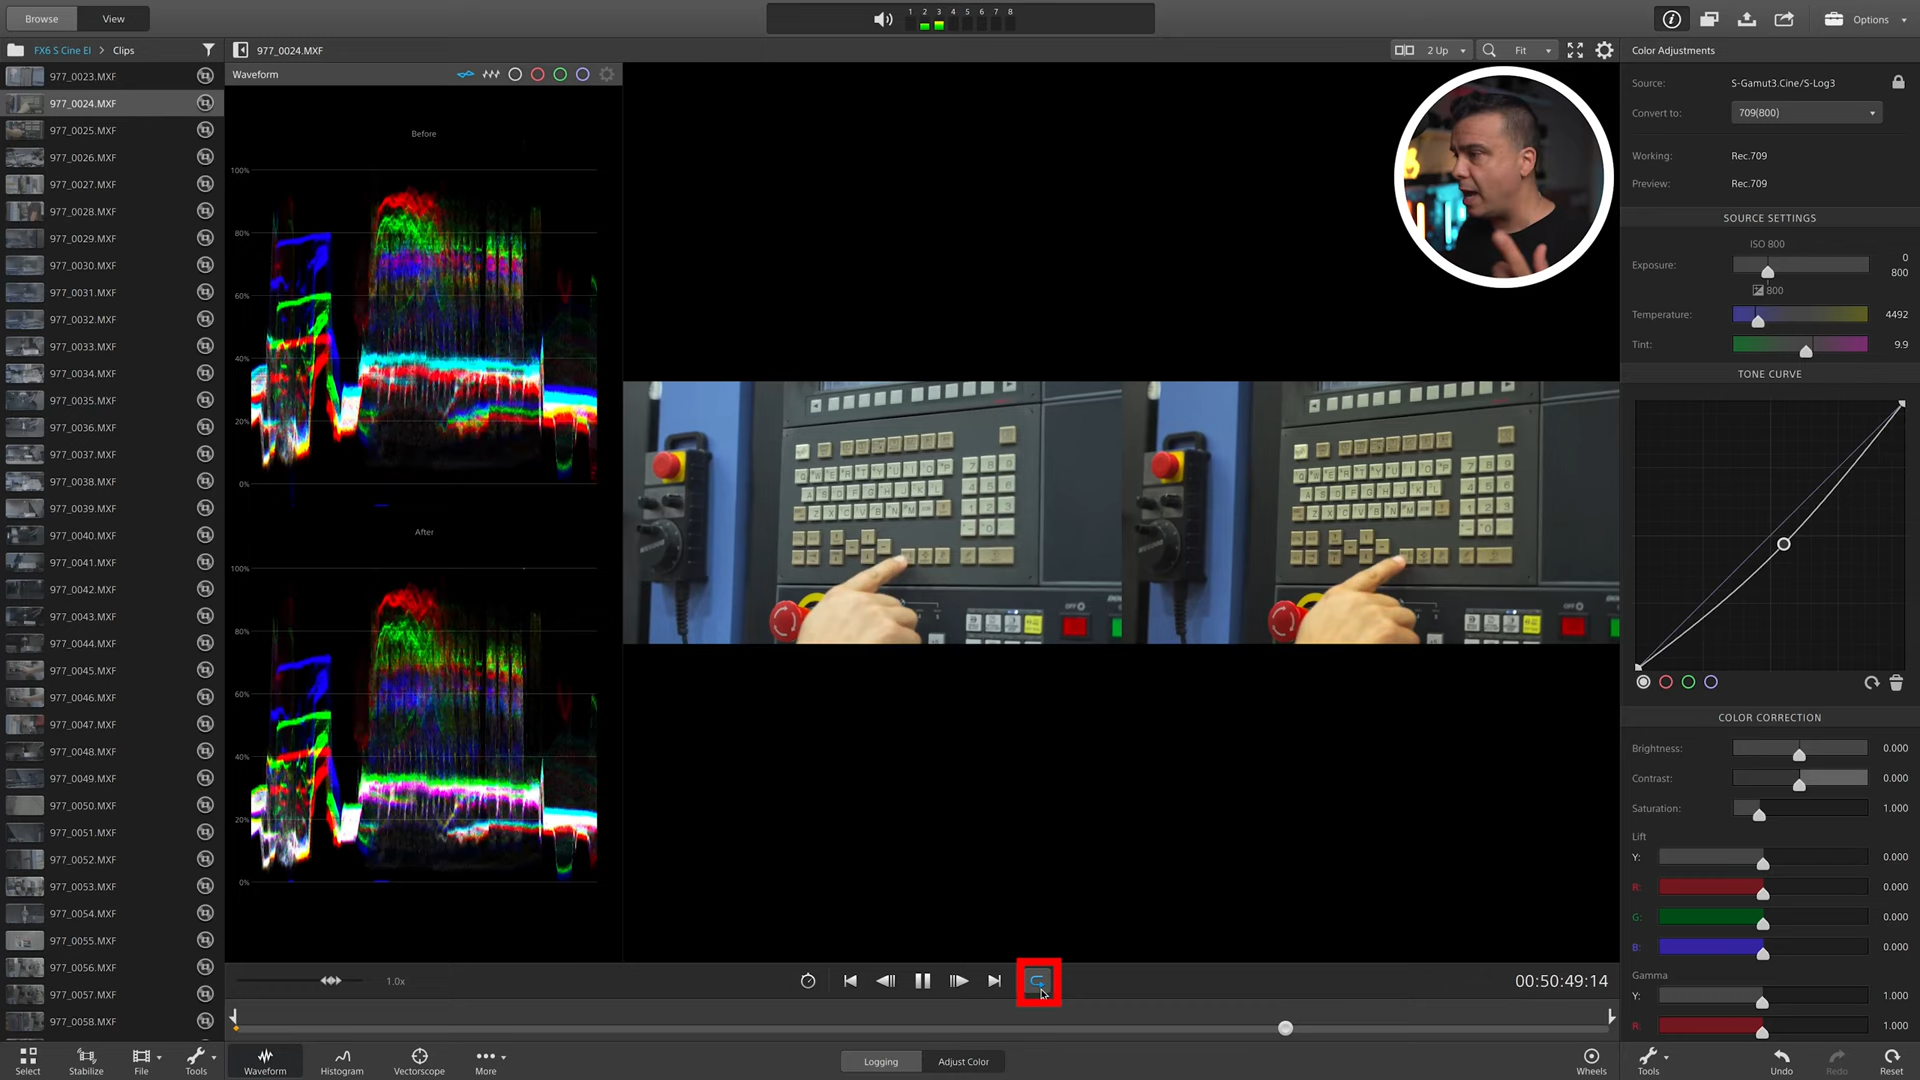 Browse View
1 2 3 4 5 6 7 8
Options
FX6 S Cine EI > Clips
977_0024.MXF
2 Up
Fit
Color Adjustments
977_0023.MXF
977_0024.MXF
977_0025.MXF
977_0026.MXF
977_0027.MXF
977_0028.MXF
977_0029.MXF
977_0030.MXF
977_0031.MXF
977_0032.MXF
977_0033.MXF
977_0034.MXF
977_0035.MXF
977_0036.MXF
977_0037.MXF
977_0038.MXF
977_0039.MXF
977_0040.MXF
977_0041.MXF
977_0042.MXF
977_0043.MXF
977_0044.MXF
977_0045.MXF
977_0046.MXF
977_0047.MXF
977_0048.MXF
977_0049.MXF
977_0050.MXF
977_0051.MXF
977_0052.MXF
977_0053.MXF
977_0054.MXF
977_0055.MXF
977_0056.MXF
977_0057.MXF
977_0058.MXF
Waveform
Before
100%
80%
60%
40%
20%
0%
After
100%
80%
60%
40%
20%
0%
Source: S-Gamut3.Cine/S-Log3
Convert to: 709(800)
Working: Rec.709
Preview: Rec.709
SOURCE SETTINGS
ISO 800
Exposure: 0
800
800
Temperature: 4492
Tint: 9.9
TONE CURVE
COLOR CORRECTION
Brightness: 0.000
Contrast: 0.000
Saturation: 1.000
Lift
Y: 0.000
R: 0.000
G: 0.000
B: 0.000
Gamma
Y: 1.000
R: 1.000
1.0x
00:50:49:14
Select
Stabilize
File
Tools
Waveform
Histogram
Vectorscope
More
Logging Adjust Color
Wheels
Tools
Undo
Redo
Reset